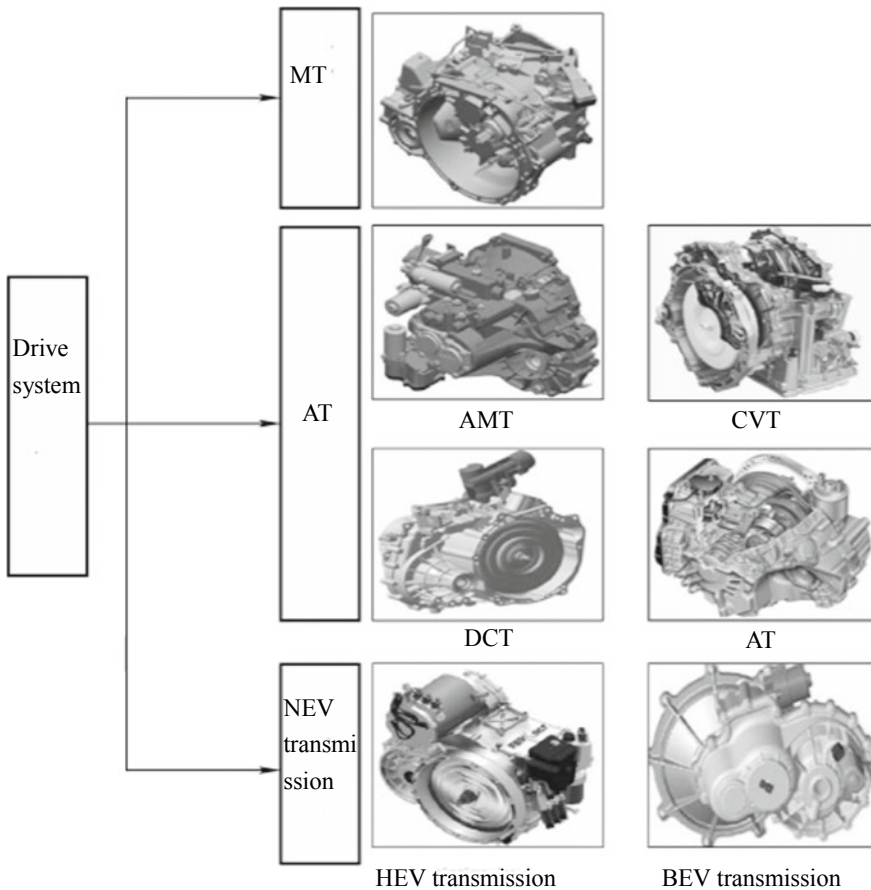 MT
Drive
system
AT
AMT
CVT
DCT
AT
NEV
transmi
ssion
HEV transmission
BEV transmission